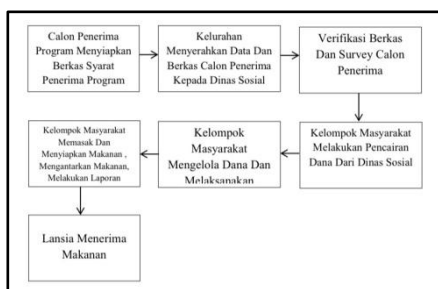 Calon Penerima
Program Menyiapkan
Berkas Syarat
Penerima Program
Kelurahan
Menyerahkan Data Dan
Berkas Calon Penerima
Kepada Dinas Sosial
Verifikasi Berkas
Dan Survey Calon
Penerima
Kelompok Masyarakat
Melakukan Pencairan
Dana Dari Dinas Sosial
Kelompok
Masyarakat
Mengelola Dana Dan
Melaksanakan
Kelompok Masyarakat
Memasak Dan
Menyiapkan Makanan ,
Mengantarkan Makanan,
Melakukan Laporan
Lansia Menerima
Makanan